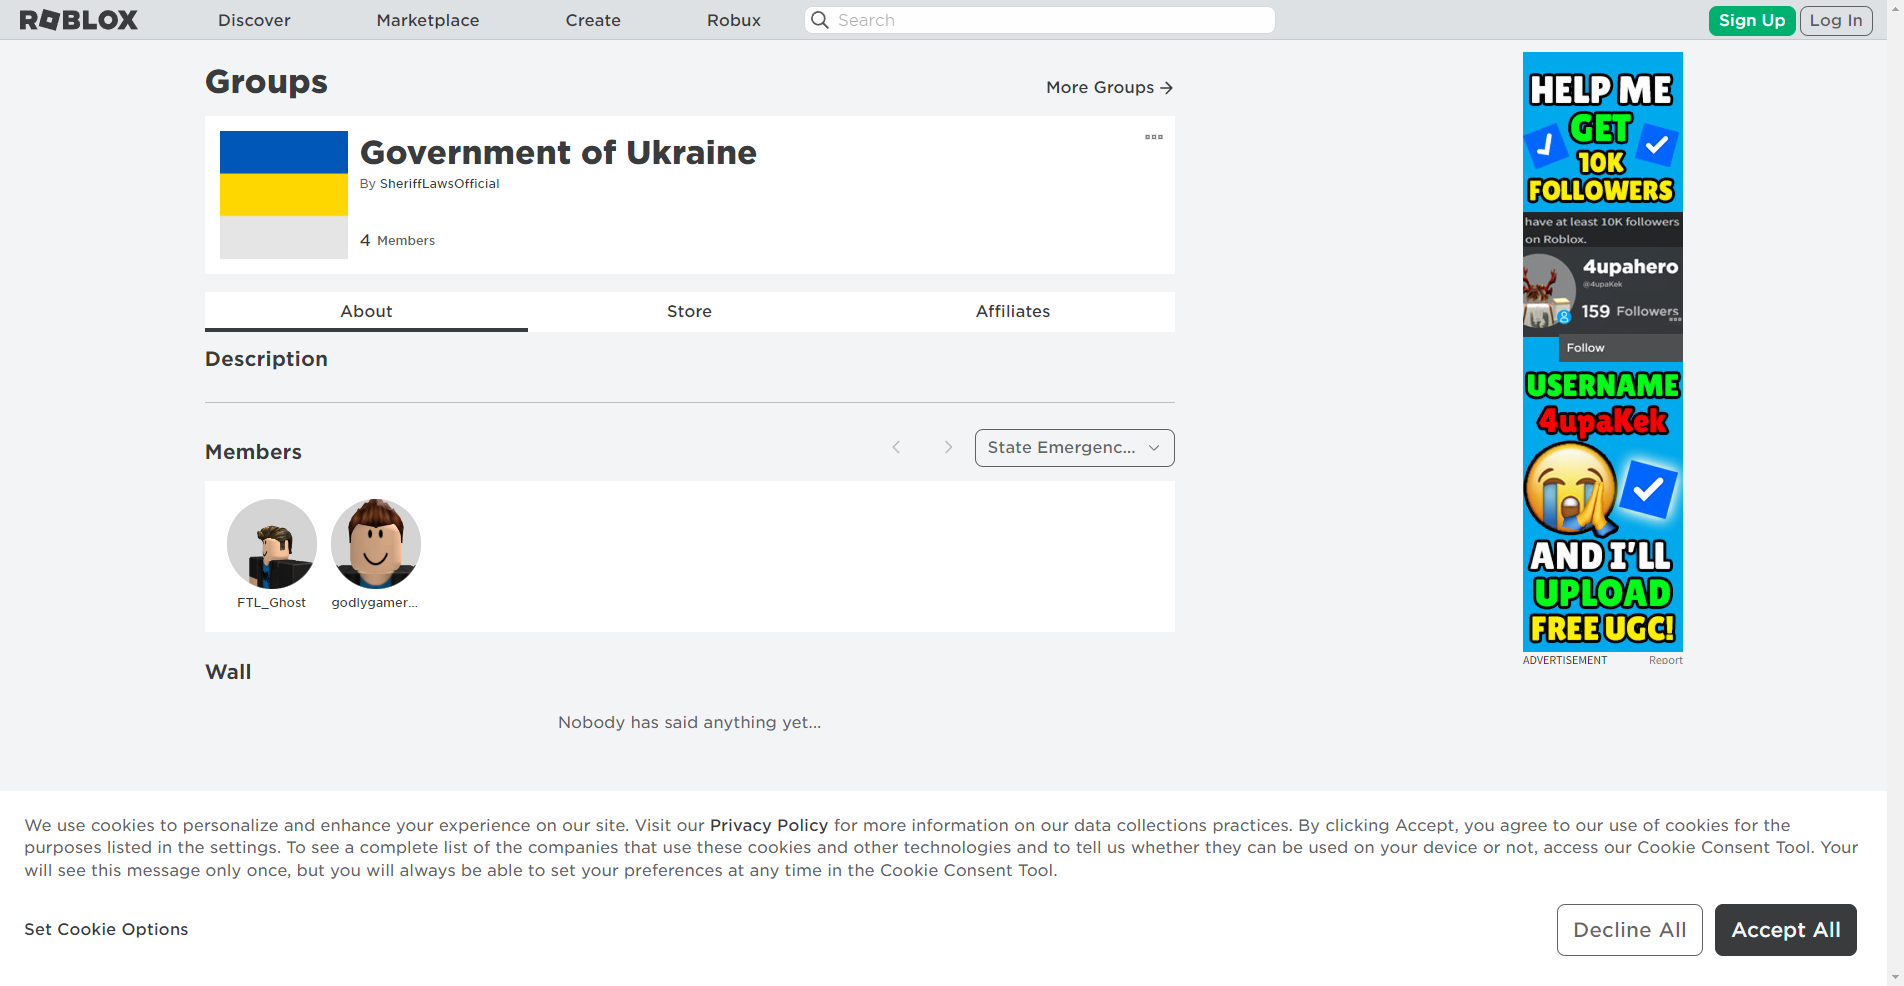 ROBLOX
Discover
Marketplace
Create
Robux
Search
Sign Up
Log In
Groups
More Groups
Government of Ukraine
By SheriffLawsOfficial
4 Members
About
Store
Affiliates
Description
Members
State Emergenc...
FTL_Ghost
godlygamer...
Wall
Nobody has said anything yet...
HELP ME
GET
10K
FOLLOWERS
have at least 10K followers
on Roblox.
4upahero
@4upaKek
159 Followers
Follow
USERNAME
4upaKek
AND I'LL
UPLOAD
FREE UGC!
ADVERTISEMENT
Report
We use cookies to personalize and enhance your experience on our site. Visit our Privacy Policy for more information on our data collections practices. By clicking Accept, you agree to our use of cookies for the
purposes listed in the settings. To see a complete list of the companies that use these cookies and other technologies and to tell us whether they can be used on your device or not, access our Cookie Consent Tool. Your
will see this message only once, but you will always be able to set your preferences at any time in the Cookie Consent Tool.
Set Cookie Options
Decline All
Accept All